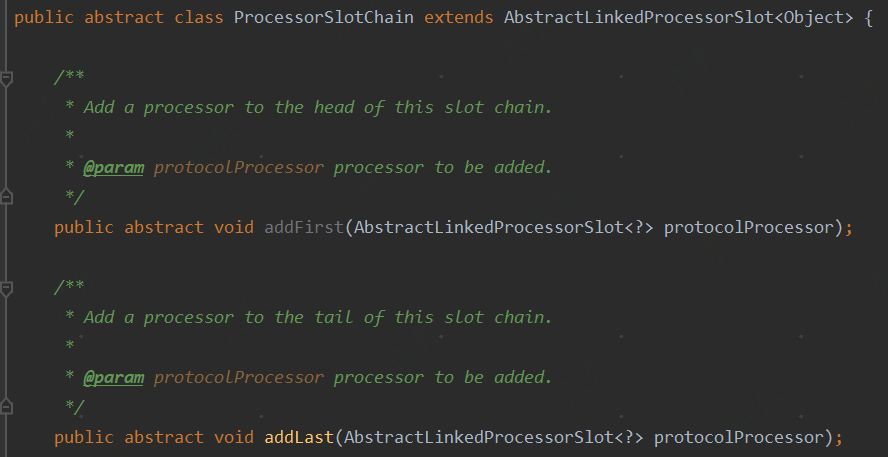 public abstract class ProcessorSlotChain extends AbstractLinkedProcessorSlot<Object> {
/**
* Add a processor to the head of this slot chain.
*
* @param protocolProcessor processor to be added.
*/
public abstract void addFirst(AbstractLinkedProcessorSlot<?> protocolProcessor);
/**
* Add a processor to the tail of this slot chain.
*
* @param protocolProcessor processor to be added.
*/
public abstract void addLast(AbstractLinkedProcessorSlot<?> protocolProcessor);